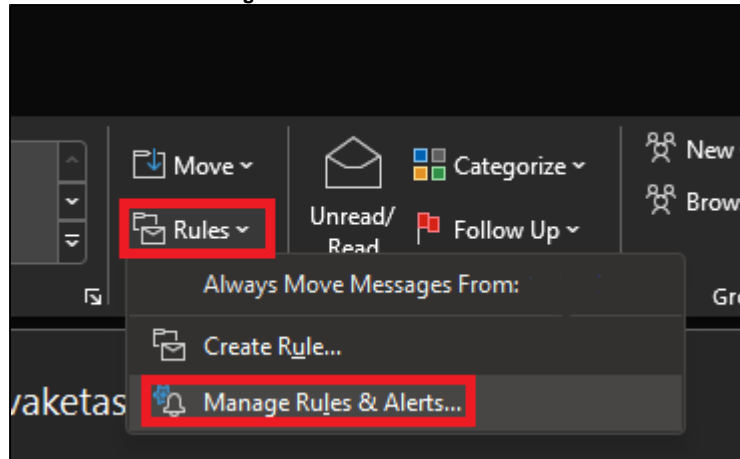 Move
Rules
Unread/
Read
Categorize
Follow Up
New
Brow
Gr
Always Move Messages From:
Create Rule...
Manage Rules & Alerts...
vaketas